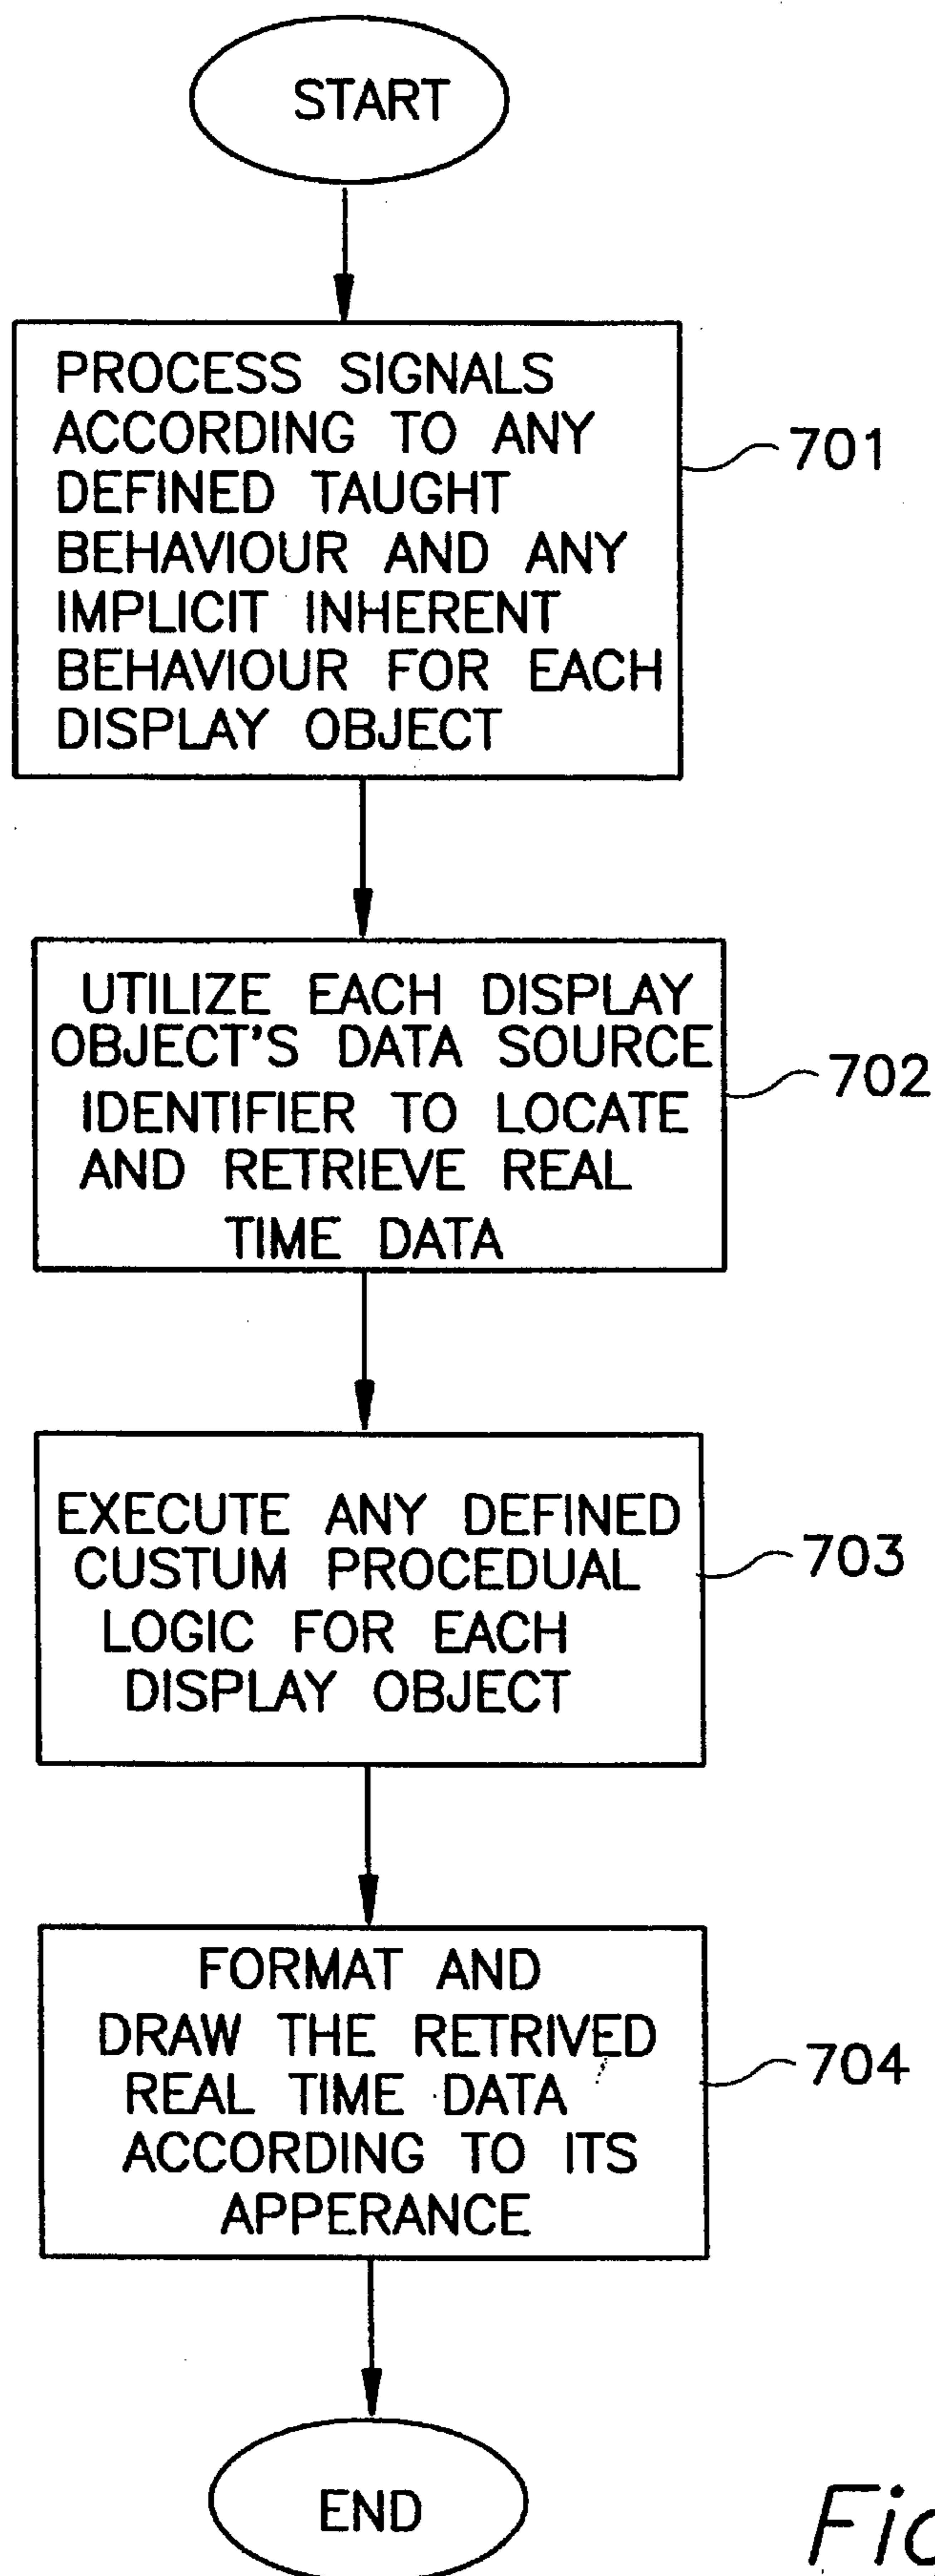 START
PROCESS SIGNALS
ACCORDING TO ANY
DEFINED TAUGHT
BEHAVIOUR AND ANY
IMPLICIT INHERENT
BEHAVIOUR FOR EACH
DISPLAY OBJECT
701
UTILIZE EACH DISPLAY
OBJECT'S DATA SOURCE
IDENTIFIER TO LOCATE
AND RETRIEVE REAL
TIME DATA
702
EXECUTE ANY DEFINED
CUSTUM PROCEDUAL
LOGIC FOR EACH
DISPLAY OBJECT
703
FORMAT AND
DRAW THE RETRIVED
REAL TIME DATA
ACCORDING TO ITS
APPERANCE
704
END